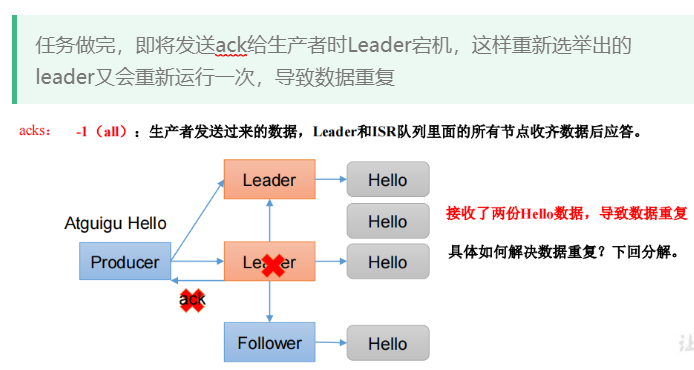 任务做完，即将发送ack给生产者时Leader宕机，这样重新选举出的
leader又会重新运行一次，导致数据重复
acks： -1（all）：生产者发送过来的数据，Leader和ISR队列里面的所有节点收齐数据后应答。
Leader
Hello
Atguigu Hello
Hello
接收了两份Hello数据，导致数据重复
Producer
Leader
Hello
具体如何解决数据重复？下回分解。
ack
Follower
Hello
让